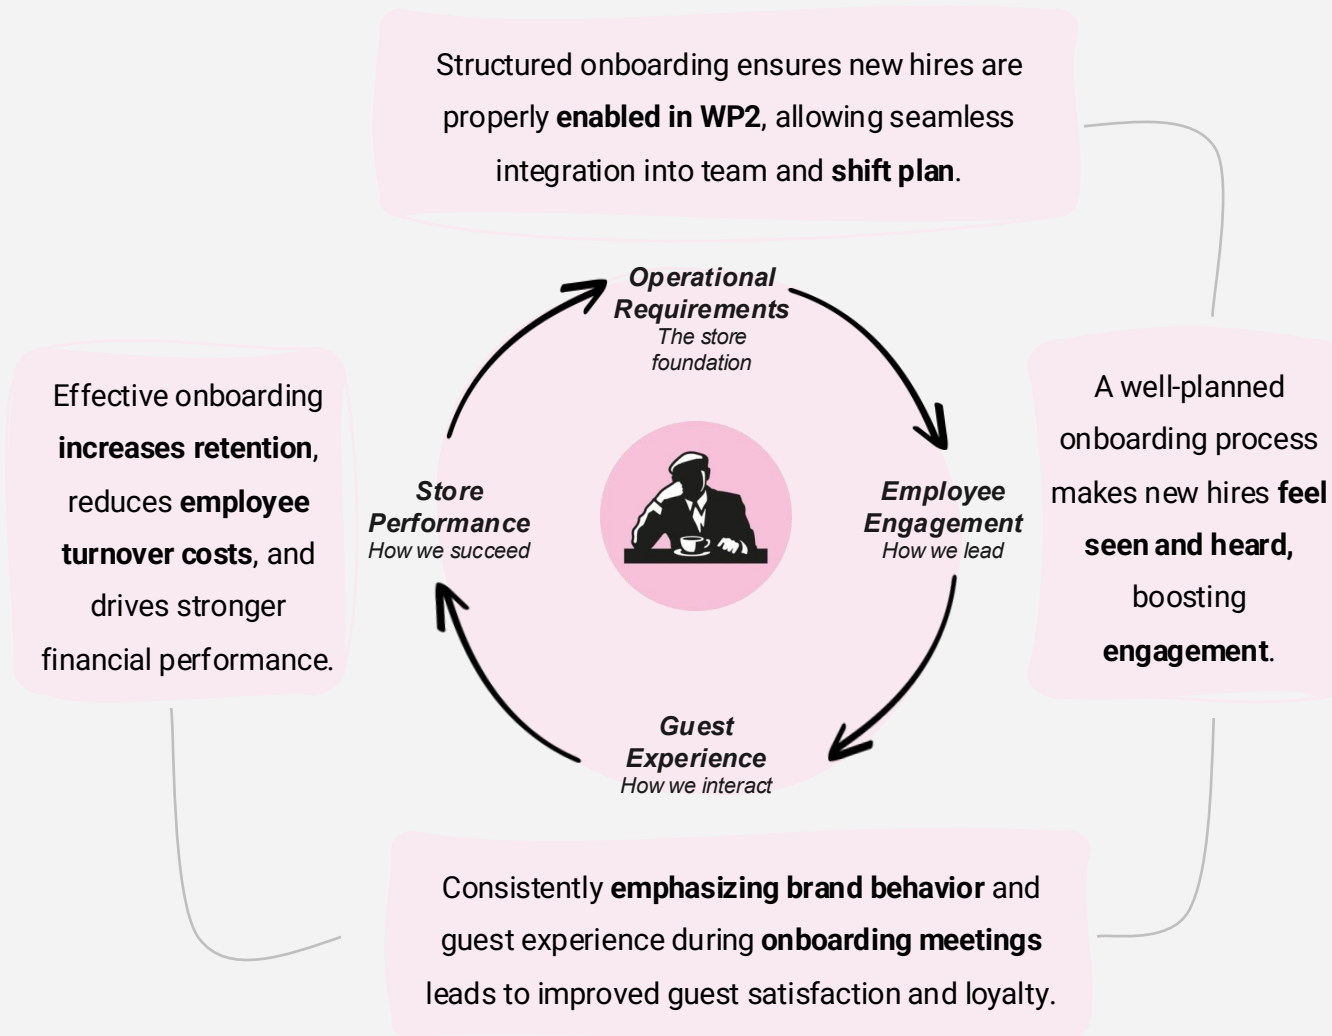 Structured onboarding ensures new hires are
properly enabled in WP2, allowing seamless
integration into team and shift plan.
Operational
Requirements
The store
foundation
Effective onboarding
increases retention,
reduces employee
turnover costs, and
drives stronger
financial performance.
Store
Performance
How we succeed
Employee
Engagement
How we lead
A well-planned
onboarding process
makes new hires feel
seen and heard,
boosting
engagement.
Guest
Experience
How we interact
Consistently emphasizing brand behavior and
guest experience during onboarding meetings
leads to improved guest satisfaction and loyalty.